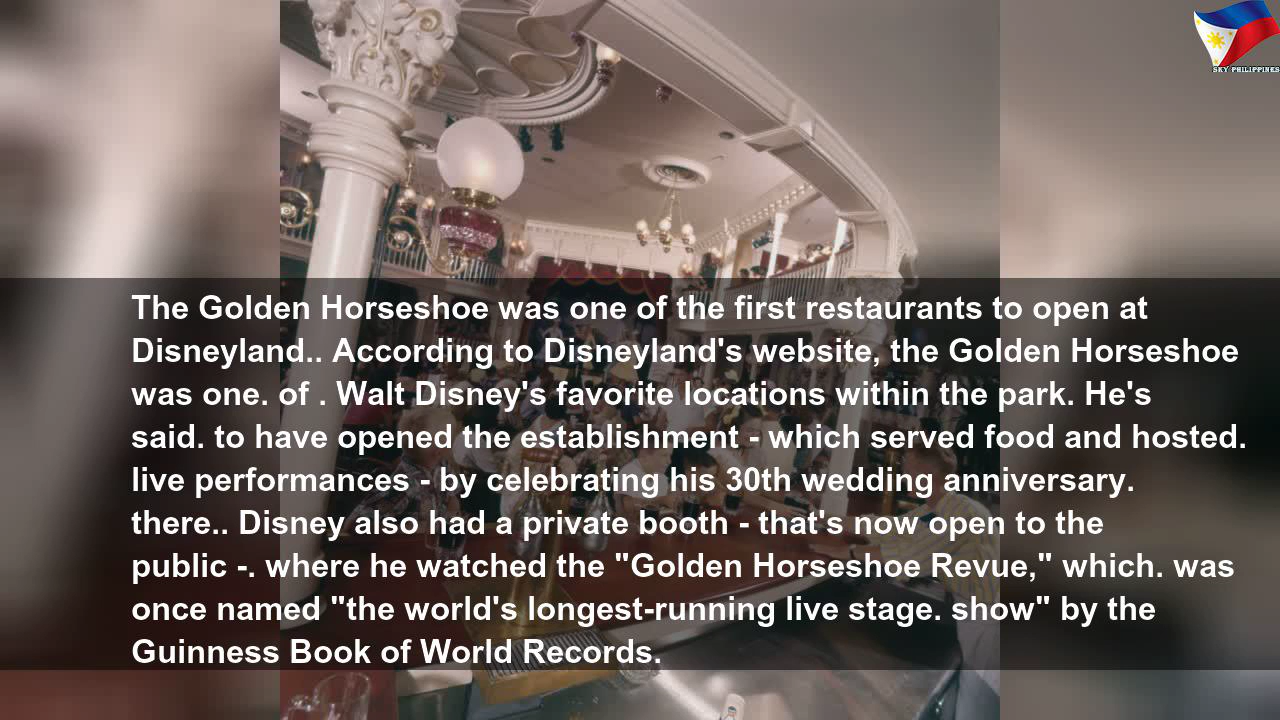 SKY PHILIPPINES
The Golden Horseshoe was one of the first restaurants to open at
Disneyland.. According to Disneyland's website, the Golden Horseshoe
was one. of . Walt Disney's favorite locations within the park. He's
said. to have opened the establishment - which served food and hosted.
live performances - by celebrating his 30th wedding anniversary.
there.. Disney also had a private booth - that's now open to the
public -. where he watched the "Golden Horseshoe Revue," which. was
once named "the world's longest-running live stage. show" by the
Guinness Book of World Records.